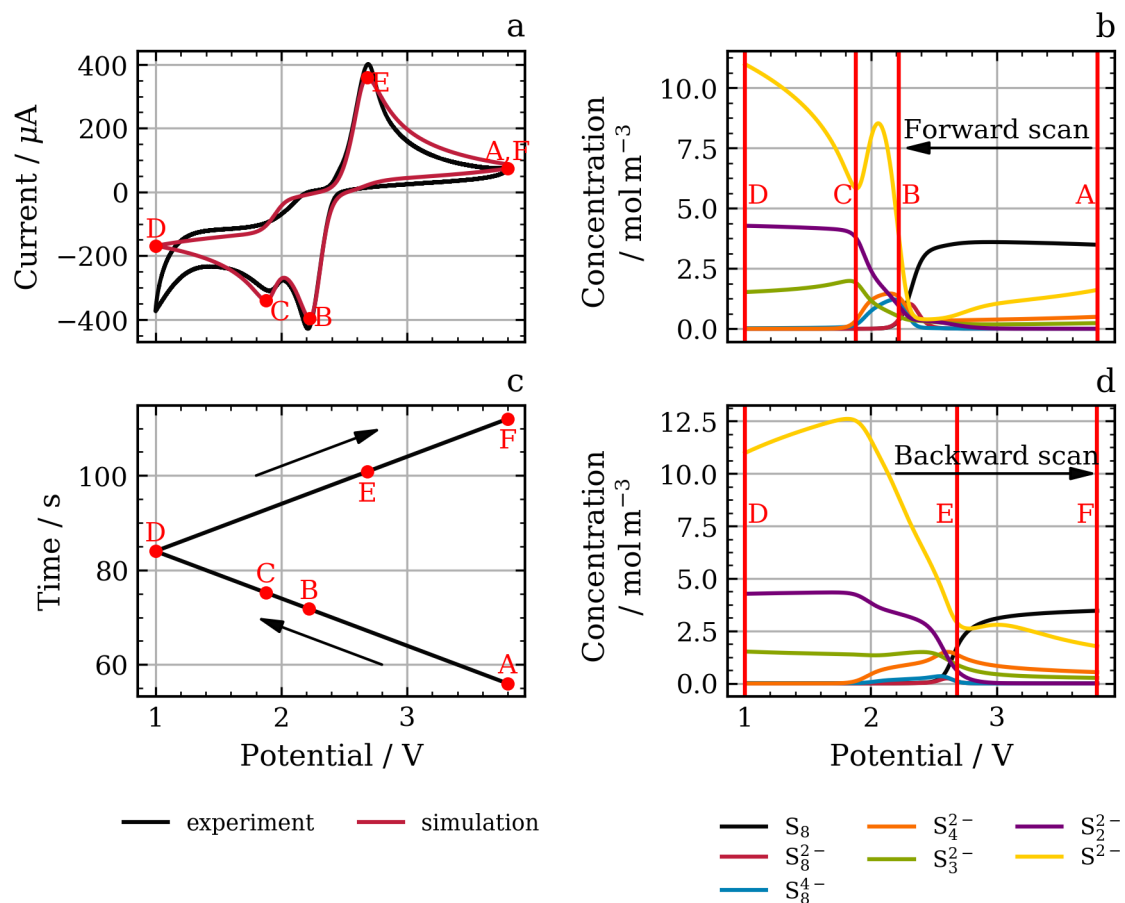 a
400
200
0
−200
−400
Current / μA
A,F
B
C
D
E
b
10.0
7.5
5.0
2.5
0.0
Concentration
/ mol m⁻³
Forward scan
D
C
B
A
c
100
80
60
1
2
3
Time / s
Potential / V
A
B
C
D
E
F
d
12.5
10.0
7.5
5.0
2.5
0.0
1
2
3
Concentration
/ mol m⁻³
Potential / V
Backward scan
D
E
F
experiment
simulation
S₈
S₈²⁻
S₈⁴⁻
S₄²⁻
S₃²⁻
S₂²⁻
S²⁻